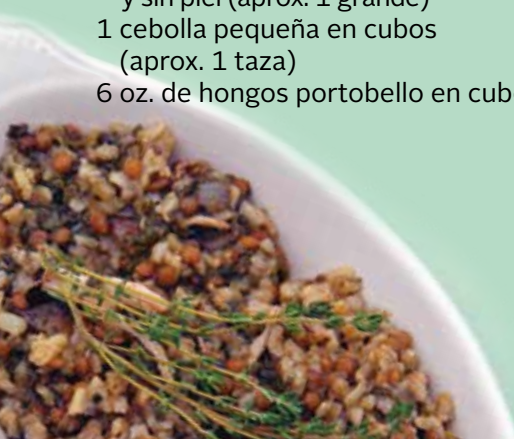 y sin piel (aprox. 1 grande)
1 cebolla pequeña en cubos
(aprox. 1 taza)
6 oz. de hongos portobello en cub